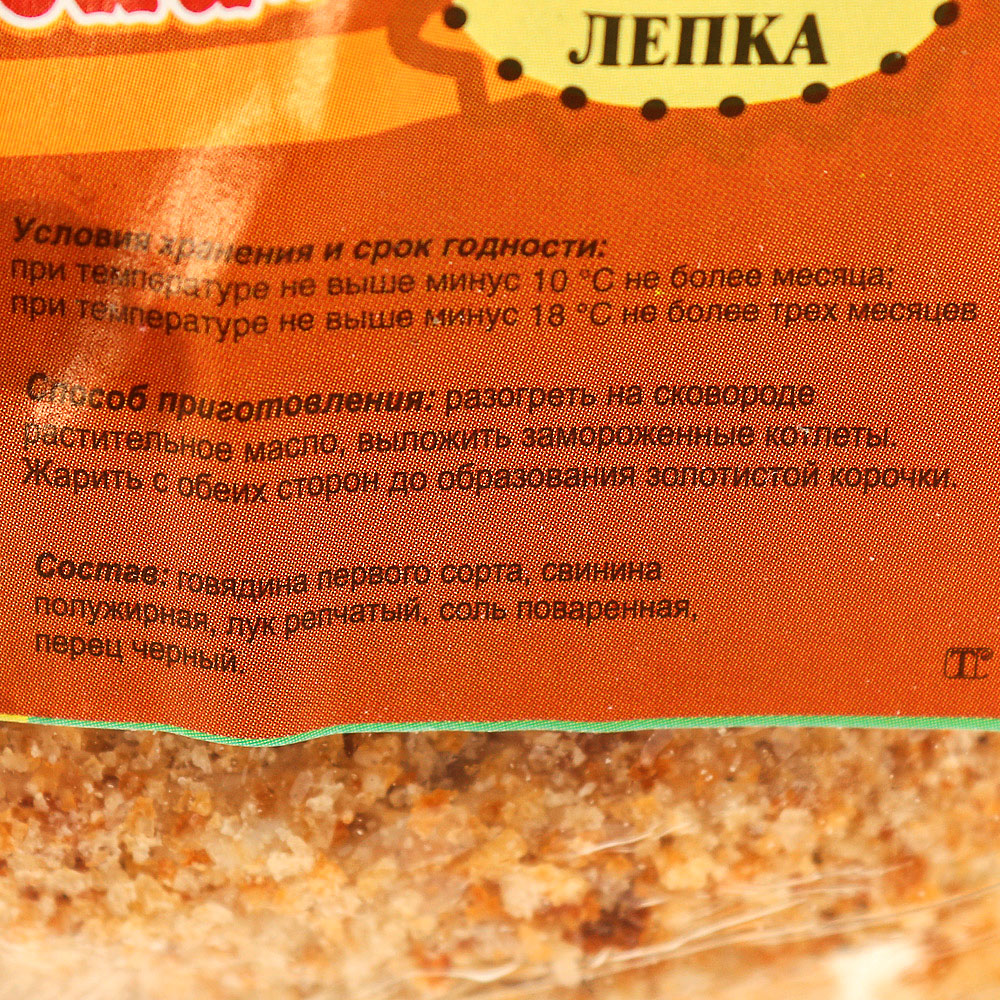 ЛЕПКА
Условия хранения и срок годности:
при температуре не выше минус 10 °С не более месяца;
при температуре не выше минус 18 °С не более трех месяцев
Способ приготовления: разогреть на сковороде
растительное масло, выложить замороженные котлеты.
Жарить с обеих сторон до образования золотистой корочки.
Состав: говядина первого сорта, свинина
полужирная, лук репчатый, соль поваренная,
перец черный.